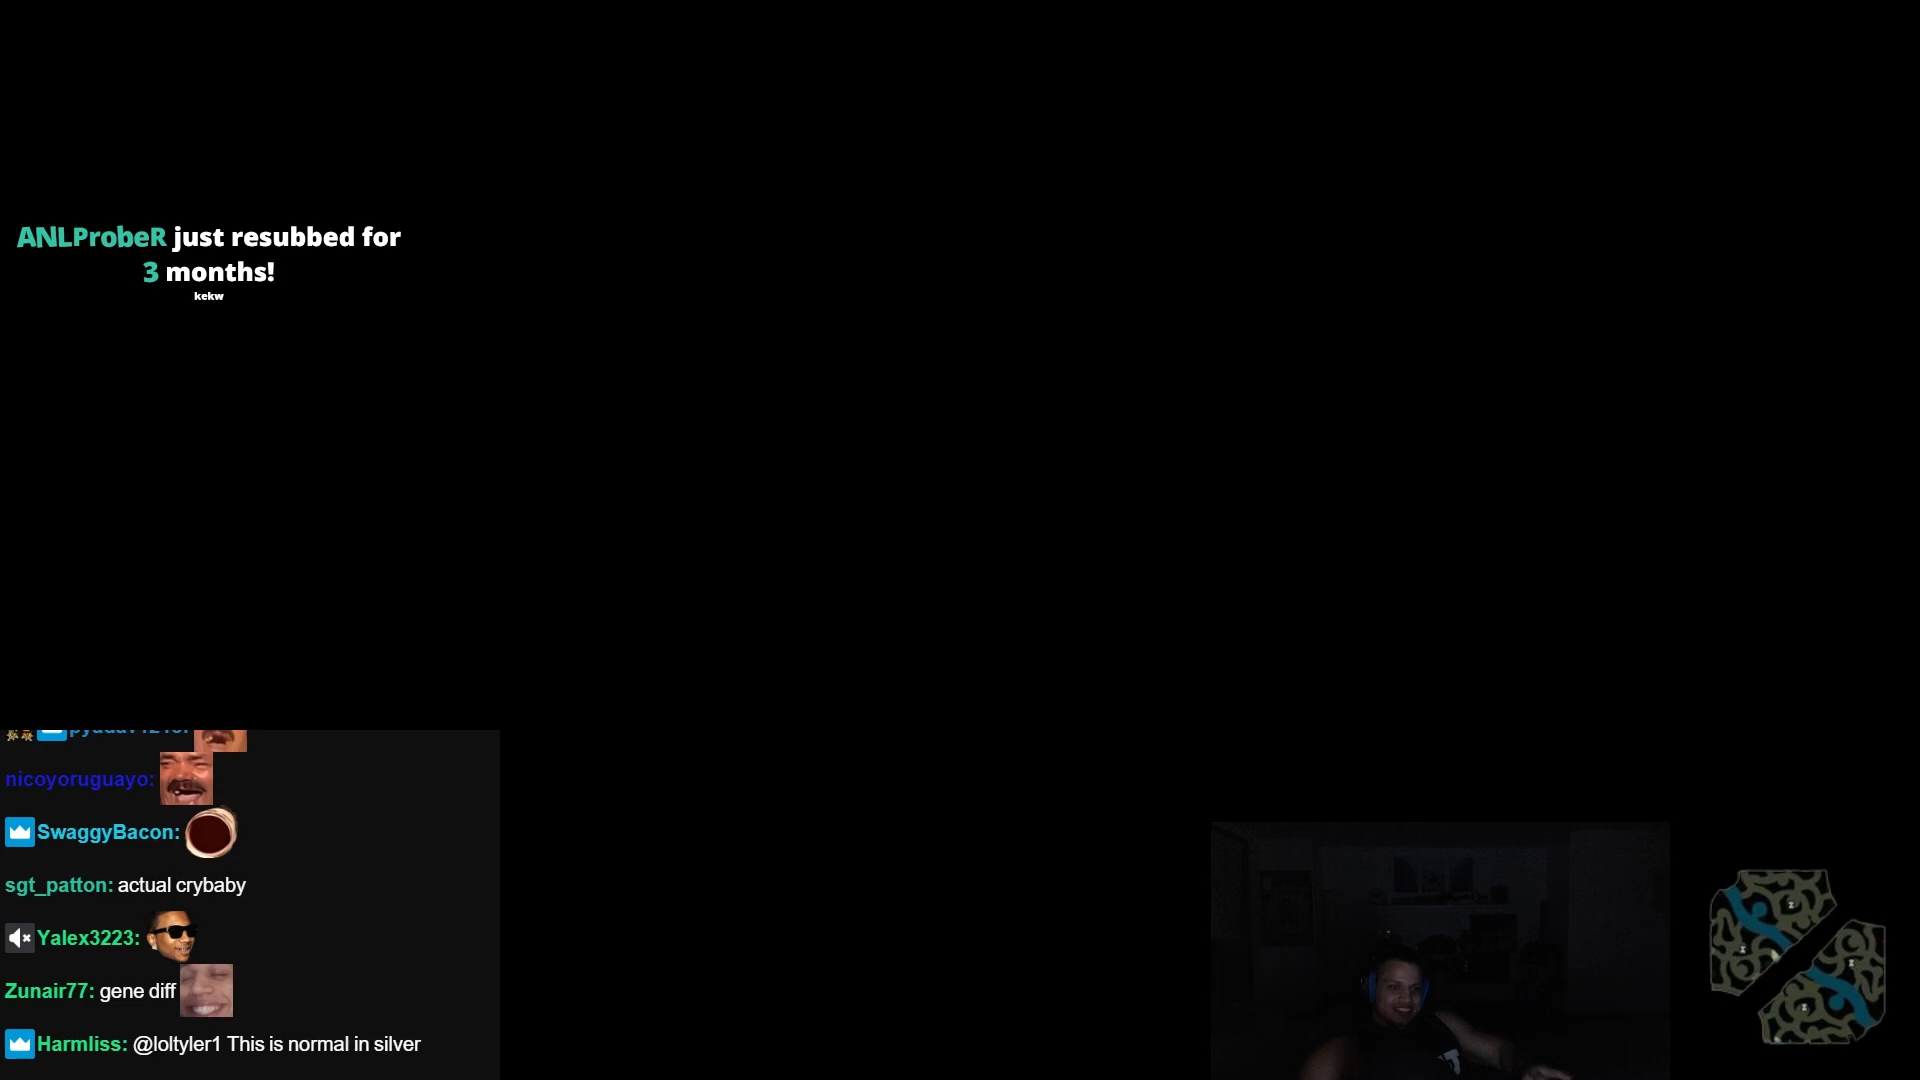 ANLProbeR just resubbed for
3 months!
kekw
nicoyoruguayo:
SwaggyBacon:
sgt_patton: actual crybaby
Yalex3223:
Zunair77: gene diff
Harmliss: @loltyler1 This is normal in silver